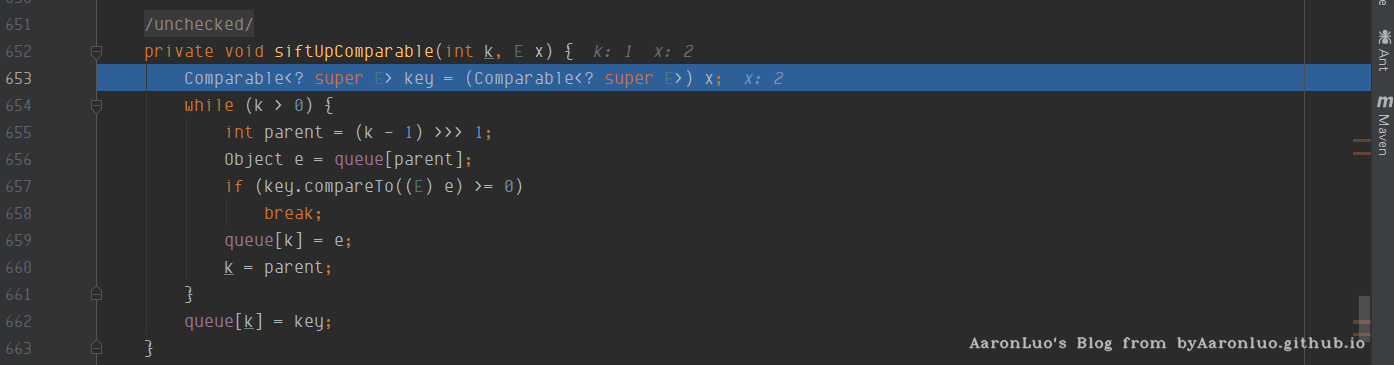 651 /unchecked/
652 private void siftUpComparable(int k, E x) { k: 1 x: 2
653 Comparable<? super E> key = (Comparable<? super E>) x; x: 2
654 while (k > 0) {
655 int parent = (k - 1) >>> 1;
656 Object e = queue[parent];
657 if (key.compareTo((E) e) >= 0)
658 break;
659 queue[k] = e;
660 k = parent;
661 }
662 queue[k] = key;
663 }
Ant
m Maven
AaronLuo's Blog from byAaronluo.github.io